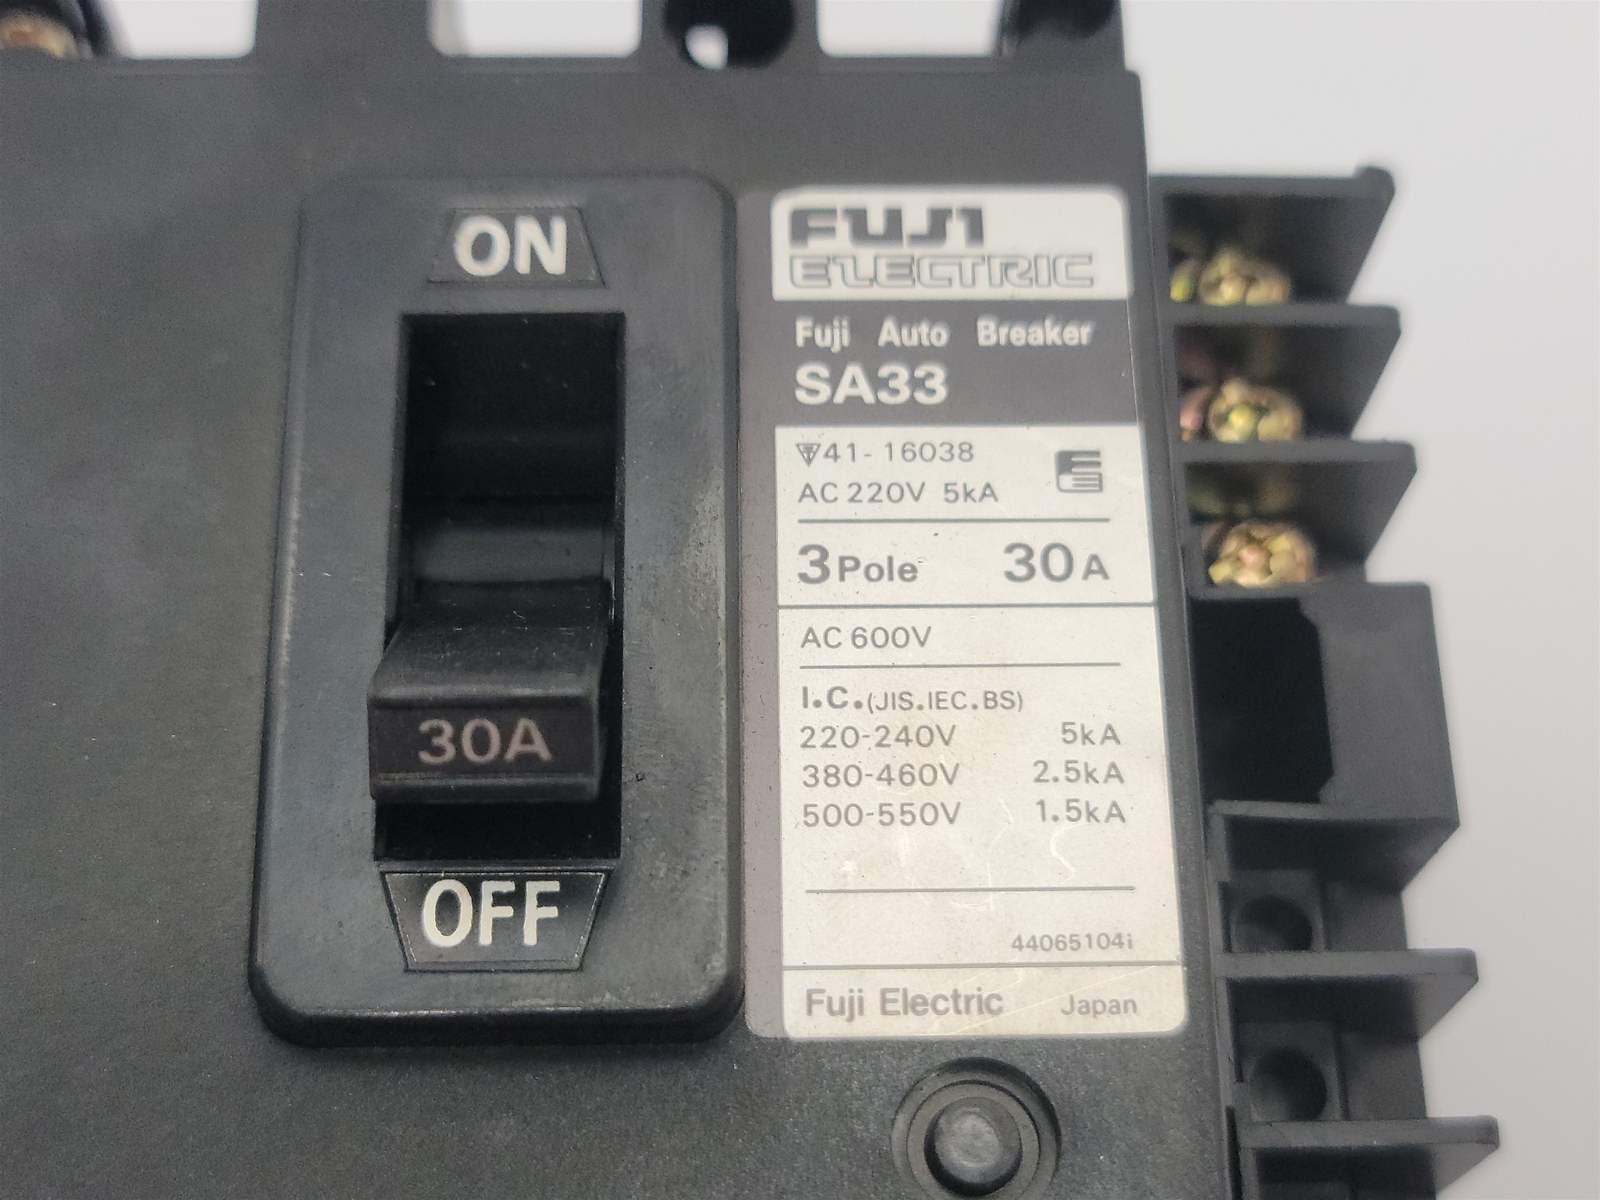 ON
30A
OFF
FUJI
ELECTRIC
Fuji Auto Breaker
SA33
41-16038
AC 220V 5kA
3 Pole 30 A
AC 600V
I.C. (JIS.IEC.BS)
220-240V 5kA
380-460V 2.5kA
500-550V 1.5kA
44065104i
Fuji Electric Japan